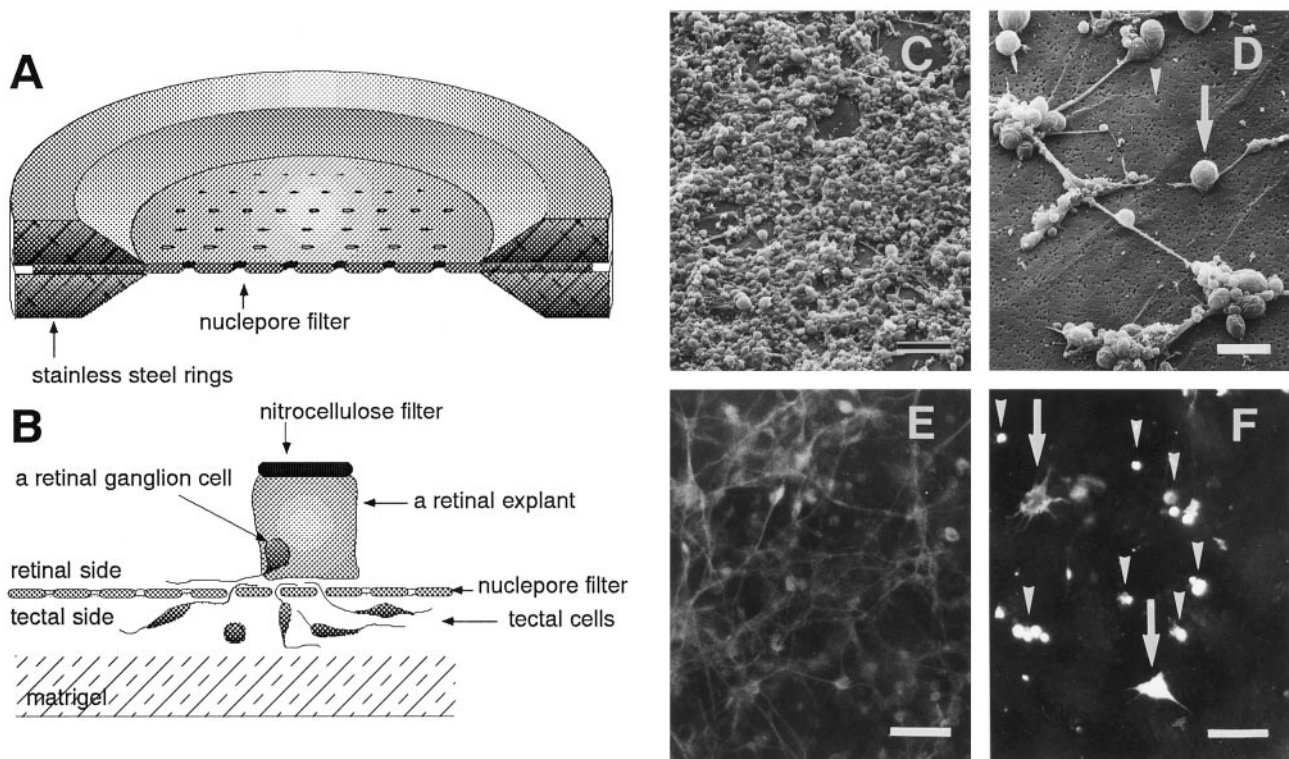 A
nuclepore filter
stainless steel rings
B
nitrocellulose filter
a retinal ganglion cell
a retinal explant
retinal side
nuclepore filter
tectal side
tectal cells
matrigel
C
D
E
F